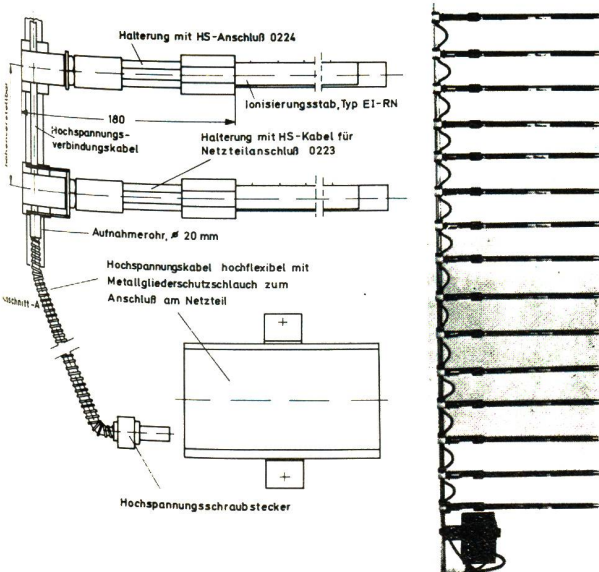 Halterung mit HS-Anschluß 0224
Ionisierungsstab, Typ EI-RN
180
Hochspannungs-
verbindungskabel
Halterung mit HS-Kabel für
Netzteilanschluß 0223
Aufnahmerohr, ø 20 mm
Hochspannungskabel hochflexibel mit
Metallgliederschutzschlauch zum
Anschluß am Netzteil
Hochspannungsschraubstecker